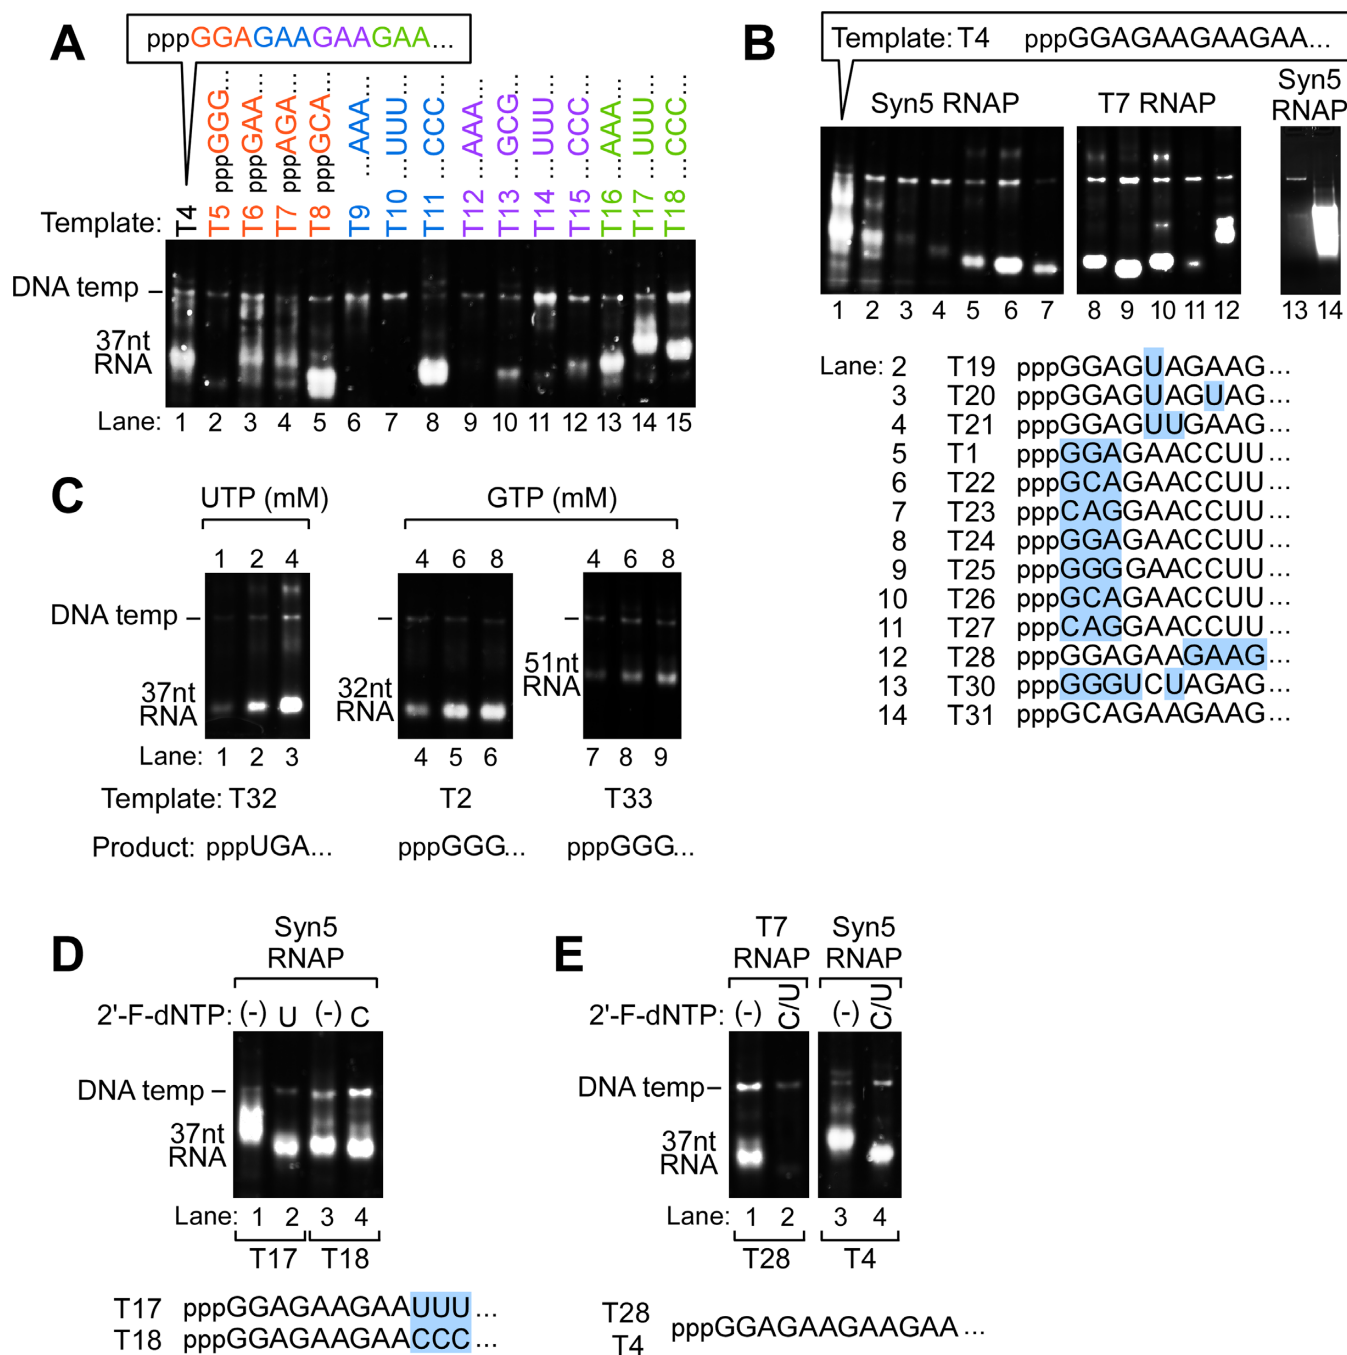 A
pppGGAGAAGAAGAA...
Template:
T4
T5 pppGGG...
T6 pppGAA...
T7 pppAGA...
T8 pppGCA...
T9 ...AAA...
T10 ...UUU...
T11 ...CCC...
T12 ...AAA...
T13 ...GCG...
T14 ...UUU...
T15 ...CCC...
T16 ...AAA...
T17 ...UUU...
T18 ...CCC...
DNA temp –
37nt
RNA
Lane: 1 2 3 4 5 6 7 8 9 10 11 12 13 14 15
B
Template: T4 pppGGAGAAGAAGAA...
Syn5 RNAP
T7 RNAP
Syn5
RNAP
1 2 3 4 5 6 7 8 9 10 11 12 13 14
Lane: 2 T19 pppGGAGUAGAAG...
3 T20 pppGGAGUAGUAG...
4 T21 pppGGAGUUGAAG...
5 T1 pppGGAGAACCUU...
6 T22 pppGCAGAACCUU...
7 T23 pppCAGGAACCUU...
8 T24 pppGGAGAACCUU...
9 T25 pppGGGGAACCUU...
10 T26 pppGCAGAACCUU...
11 T27 pppCAGGAACCUU...
12 T28 pppGGAGAAGAAG...
13 T30 pppGGGUCUAGAG...
14 T31 pppGCAGAAGAAG...
C
UTP (mM) GTP (mM)
1 2 4 4 6 8 4 6 8
DNA temp – – –
37nt
RNA
32nt
RNA
51nt
RNA
Lane: 1 2 3 4 5 6 7 8 9
Template: T32 T2 T33
Product: pppUGA... pppGGG... pppGGG...
D
Syn5
RNAP
2'-F-dNTP: (-) U (-) C
DNA temp –
37nt
RNA
Lane: 1 2 3 4
T17 T18
T17 pppGGAGAAGAAUUU...
T18 pppGGAGAAGAACCC...
E
T7
RNAP
Syn5
RNAP
2'-F-dNTP: (-) C/U (-) C/U
DNA temp –
37nt
RNA
Lane: 1 2 3 4
T28 T4
T28
T4
pppGGAGAAGAAGAA...